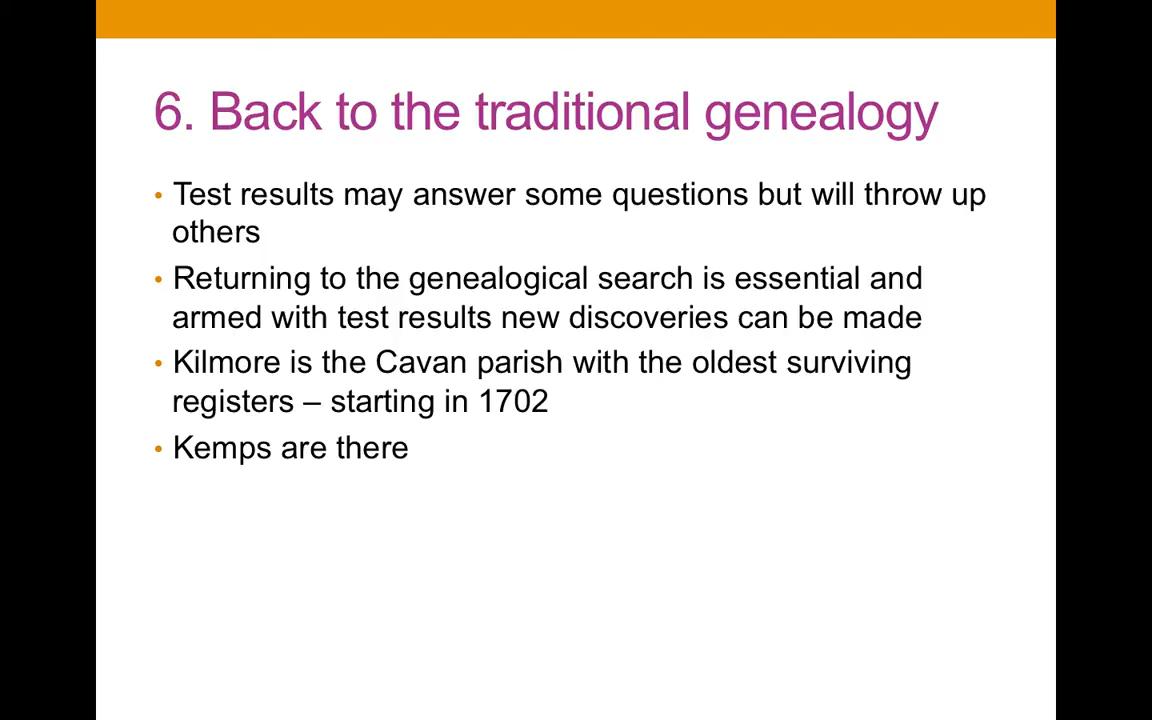 6. Back to the traditional genealogy
• Test results may answer some questions but will throw up
others
• Returning to the genealogical search is essential and
armed with test results new discoveries can be made
• Kilmore is the Cavan parish with the oldest surviving
registers – starting in 1702
• Kemps are there